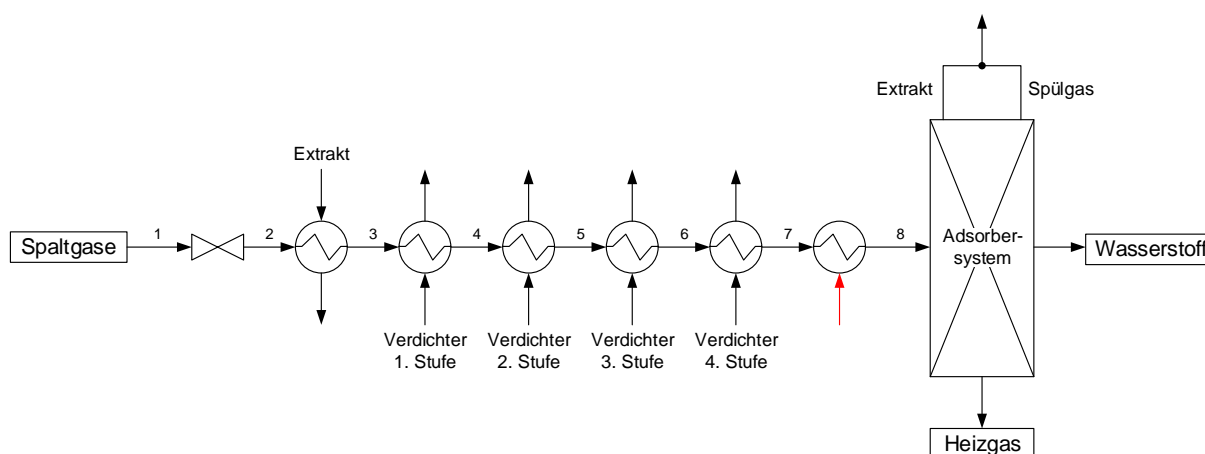 Extrakt
Spülgas
Extrakt
Spaltgase
1
2
3
4
5
6
7
8
Adsorber-
system
Wasserstoff
Verdichter
1. Stufe
Verdichter
2. Stufe
Verdichter
3. Stufe
Verdichter
4. Stufe
Heizgas